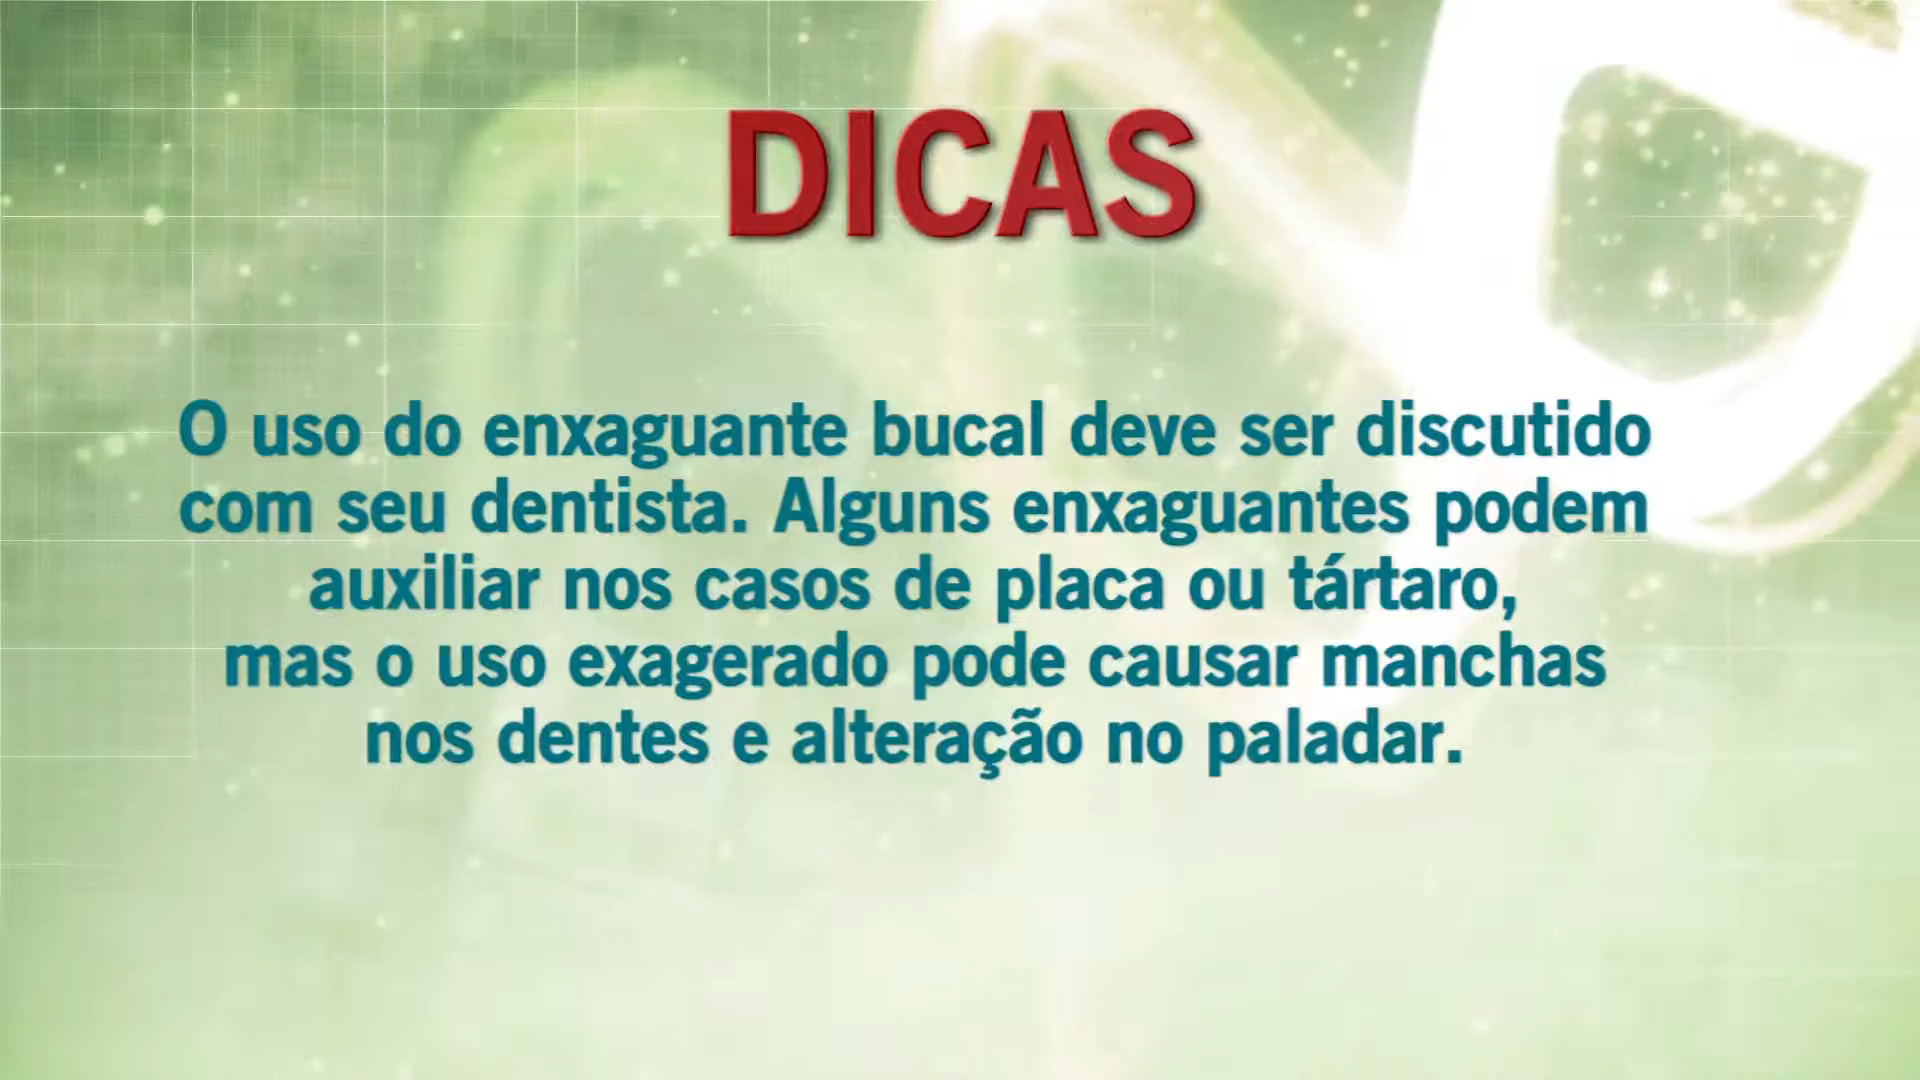 DICAS
O uso do enxaguante bucal deve ser discutido
com seu dentista. Alguns enxaguantes podem
auxiliar nos casos de placa ou tártaro,
mas o uso exagerado pode causar manchas
nos dentes e alteração no paladar.